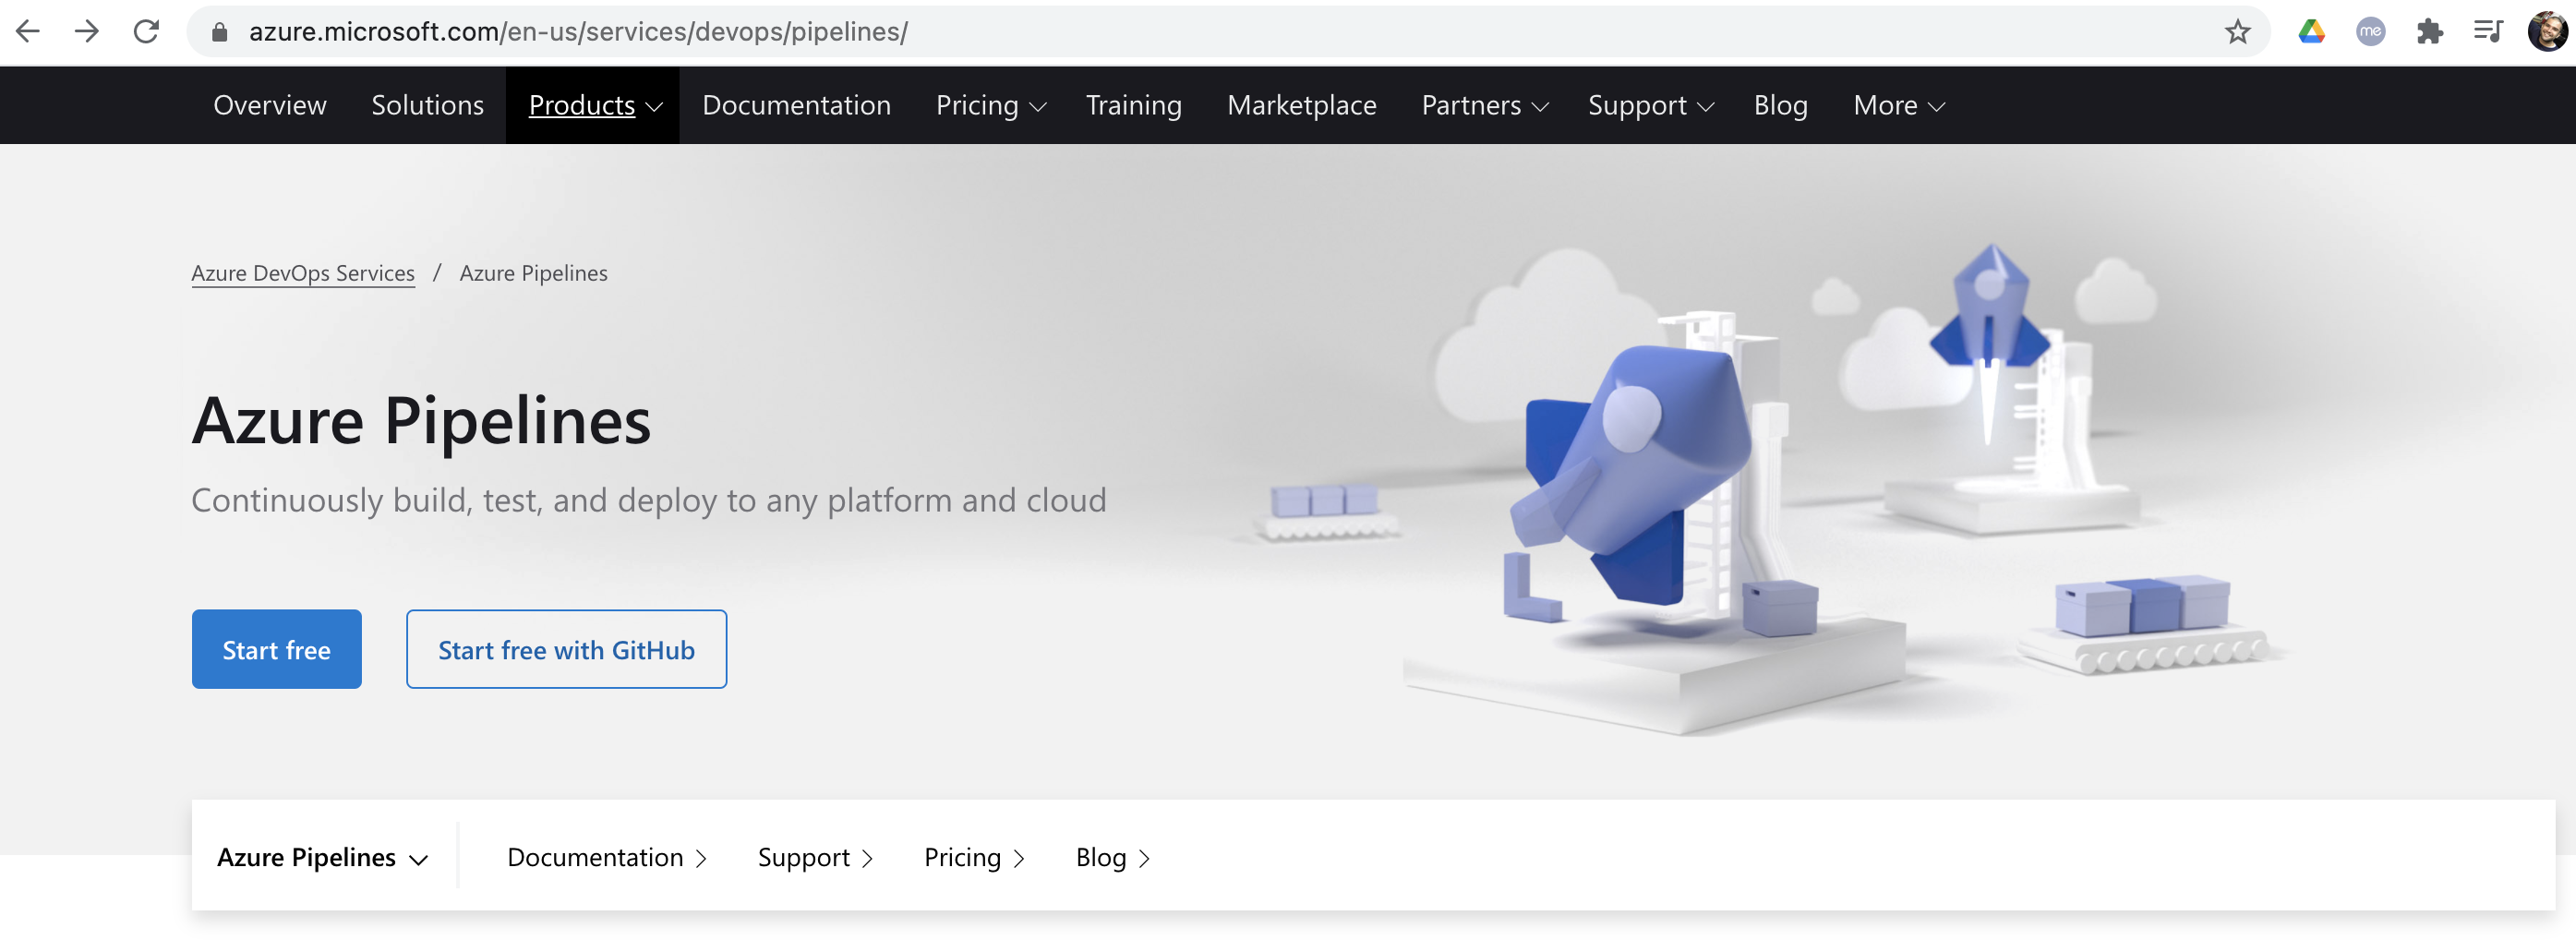 azure.microsoft.com/en-us/services/devops/pipelines/
me
Overview Solutions Products Documentation Pricing Training Marketplace Partners Support Blog More
Azure DevOps Services / Azure Pipelines
Azure Pipelines
Continuously build, test, and deploy to any platform and cloud
Start free Start free with GitHub
Azure Pipelines Documentation Support Pricing Blog